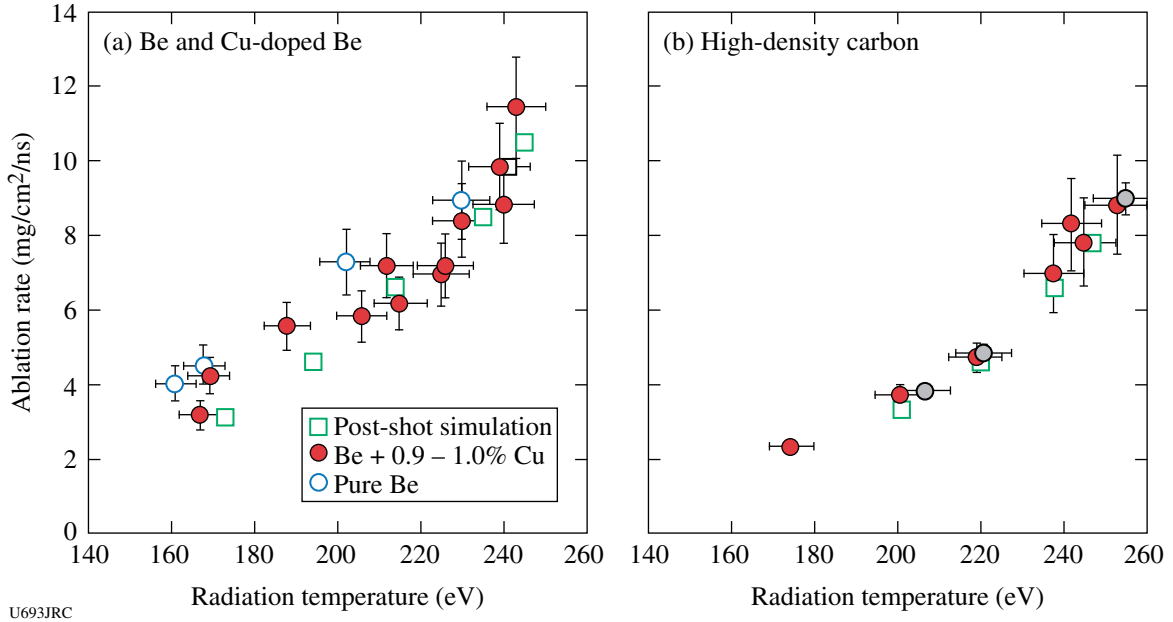 14
12
10
8
6
4
2
0
Ablation rate (mg/cm²/ns)
(a) Be and Cu-doped Be
Post-shot simulation
Be + 0.9 – 1.0% Cu
Pure Be
140 160 180 200 220 240 260
Radiation temperature (eV)
(b) High-density carbon
140 160 180 200 220 240 260
Radiation temperature (eV)
U693JRC